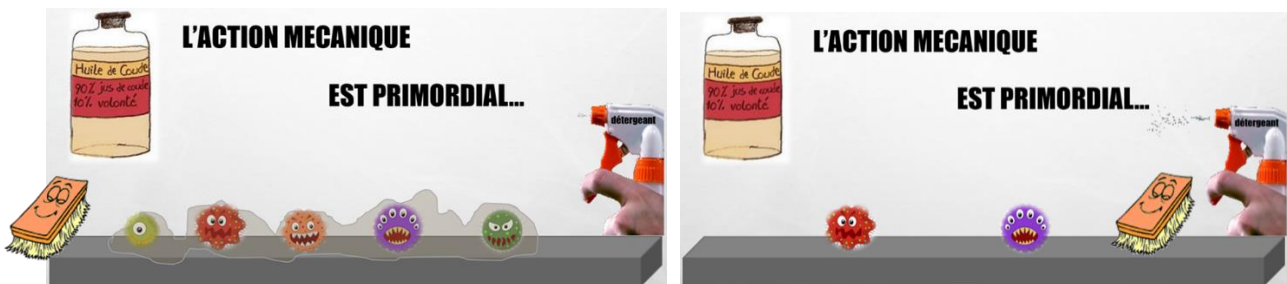 L'ACTION MECANIQUE
EST PRIMORDIAL...
Huile de Coude
90% jus de coude
10% volonté
détergeant
L'ACTION MECANIQUE
EST PRIMORDIAL...
Huile de Coude
90% jus de coude
10% volonté
détergeant